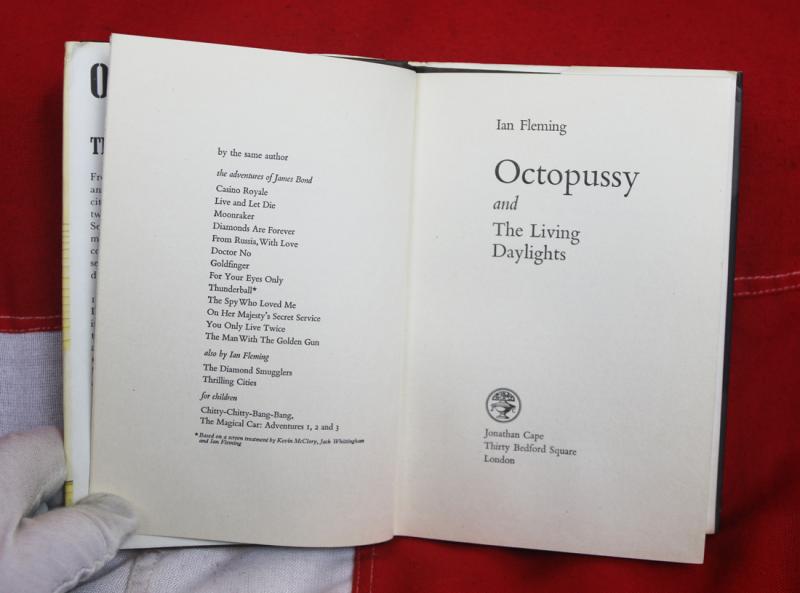 O
by the same author
the adventures of James Bond
Casino Royale
Live and Let Die
Moonraker
Diamonds Are Forever
From Russia, With Love
Doctor No
Goldfinger
For Your Eyes Only
Thunderball*
The Spy Who Loved Me
On Her Majesty's Secret Service
You Only Live Twice
The Man With The Golden Gun
also by Ian Fleming
The Diamond Smugglers
Thrilling Cities
for children
Chitty-Chitty-Bang-Bang,
The Magical Car: Adventures 1, 2 and 3
*Based on a screen treatment by Kevin McClory, Jack Whittingham
and Ian Fleming
Ian Fleming
Octopussy
and
The Living
Daylights
Jonathan Cape
Thirty Bedford Square
London